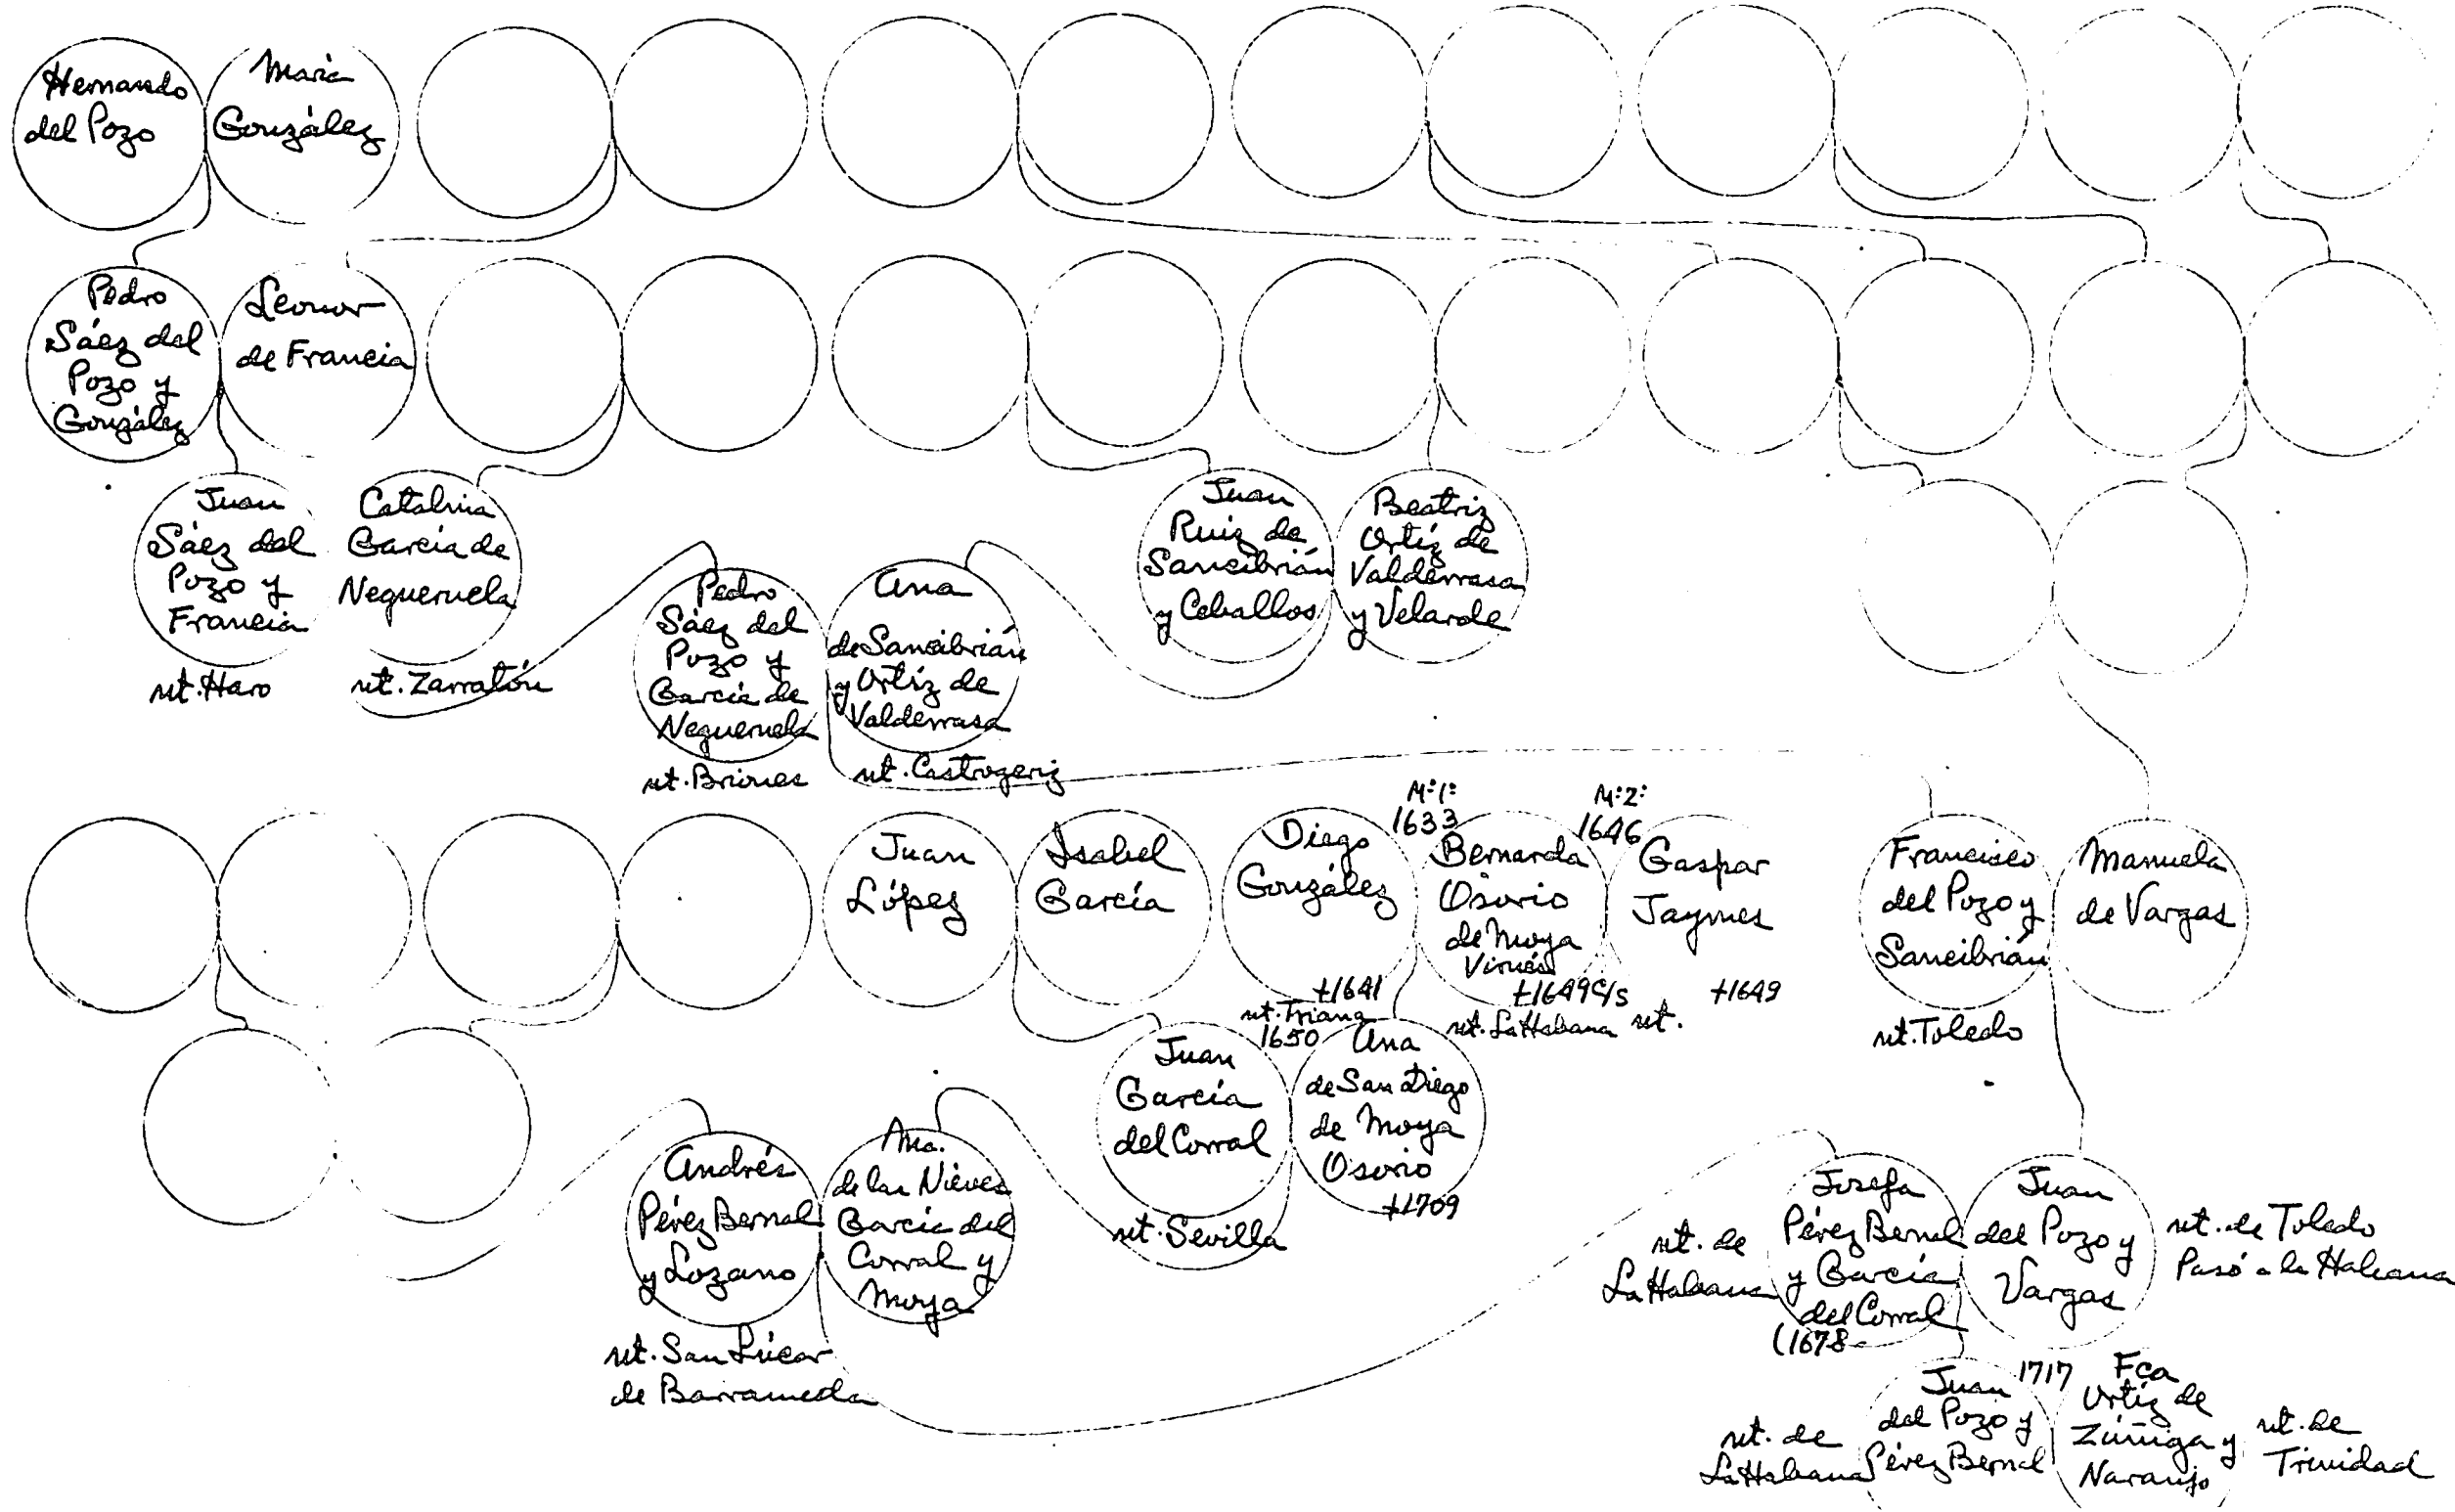 Hernando
del Pozo
María
González
Pedro
Sáez del
Pozo y
González
Leonor
de Francia
Juan
Sáez del
Pozo y
Francia
nt. Haro
Catalina
García de
Negueruela
nt. Zarratón
Pedro
Sáez del
Pozo y
García de
Negueruela
nt. Briones
Ana
de Sancibrián
y Ortíz de
Valderrasa
nt. Castrogeriz
Juan
Ruiz de
Sancibrián
y Ceballos
Beatriz
Ortíz de
Valderrasa
y Velarde
Juan
López
Isabel
García
Diego
González
+1641
nt. Triana
M:1:
1633
Bernarda
Osorio
de Moya
Virués
+1649 c/s
nt. La Habana
M:2:
1646
Gaspar
Jaymes
+1649
nt.
Francisco
del Pozo y
Sancibrián
nt. Toledo
Manuela
de Vargas
Juan
García
del Corral
nt. Sevilla
1650
Ana
de San Diego
de Moya
Osorio
+1709
Andrés
Pérez Bernal
y Lozano
nt. San Lúcar
de Barrameda
Ma.
de las Nieves
García del
Corral y
Moya
nt. de
La Habana
Josefa
Pérez Bernal
y García
del Corral
(1678-
Juan
del Pozo y
Vargas
nt. de Toledo
Pasó a la Habana
nt. de
La Habana
Juan
del Pozo y
Pérez Bernal
1717
Fca
Ortíz de
Zúñiga y
Naranjo
nt. de
Trinidad